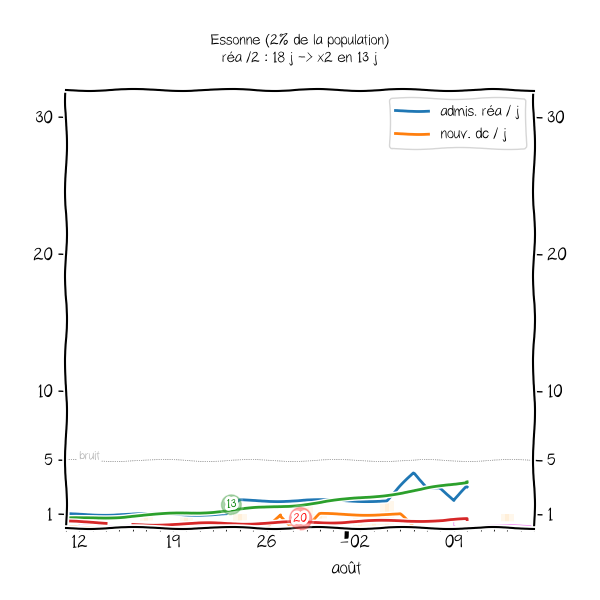 Essonne (2% de la population)
réa /2 : 18 j -> x2 en 13 j
admis. réa / j
nouv. dc / j
30
30
20
20
10
10
5
bruit
5
13
20
1
1
12
19
26
02
09
août